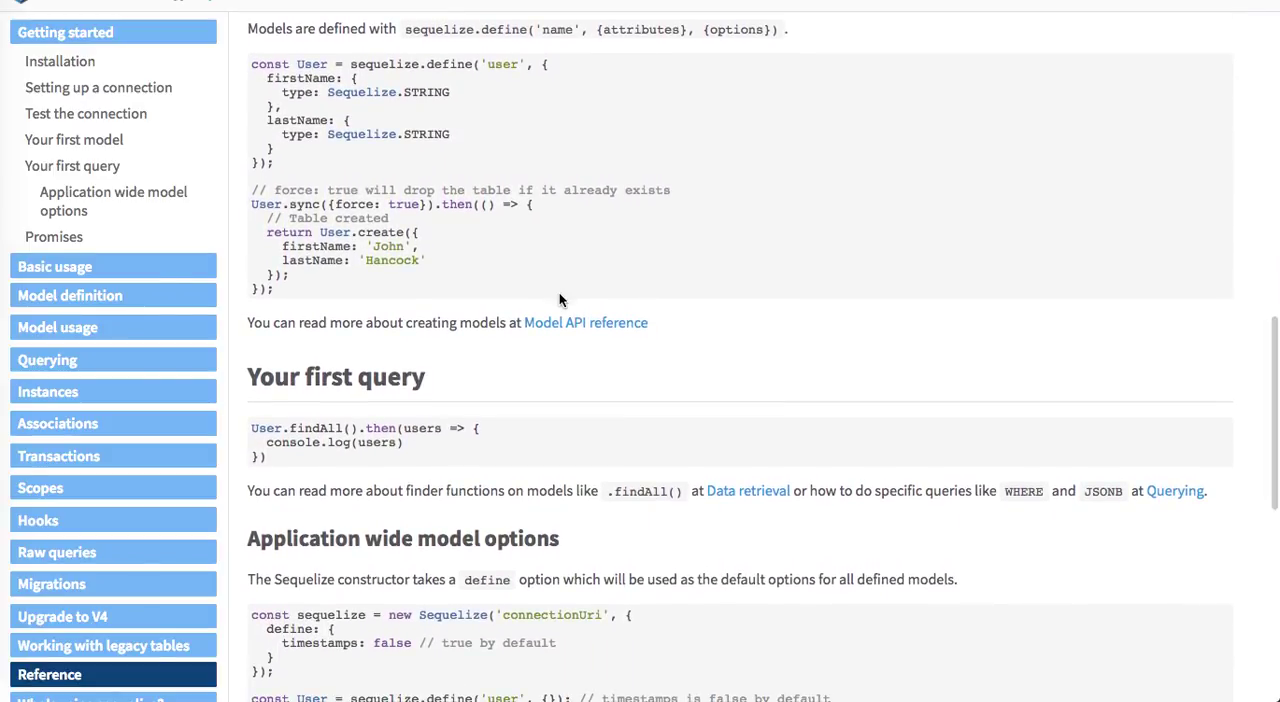 Getting started
Installation
Setting up a connection
Test the connection
Your first model
Your first query
Application wide model
options
Promises
Basic usage
Model definition
Model usage
Querying
Instances
Associations
Transactions
Scopes
Hooks
Raw queries
Migrations
Upgrade to V4
Working with legacy tables
Reference
Models are defined with sequelize.define('name', {attributes}, {options}) .
const User = sequelize.define('user', {
  firstName: {
    type: Sequelize.STRING
  },
  lastName: {
    type: Sequelize.STRING
  }
});
// force: true will drop the table if it already exists
User.sync({force: true}).then(() => {
  // Table created
  return User.create({
    firstName: 'John',
    lastName: 'Hancock'
  });
});
You can read more about creating models at Model API reference
Your first query
User.findAll().then(users => {
  console.log(users)
})
You can read more about finder functions on models like .findAll() at Data retrieval or how to do specific queries like WHERE and JSONB at Querying.
Application wide model options
The Sequelize constructor takes a define option which will be used as the default options for all defined models.
const sequelize = new Sequelize('connectionUri', {
  define: {
    timestamps: false // true by default
  }
});
const User = sequelize.define('user', {}); // timestamps is false by default